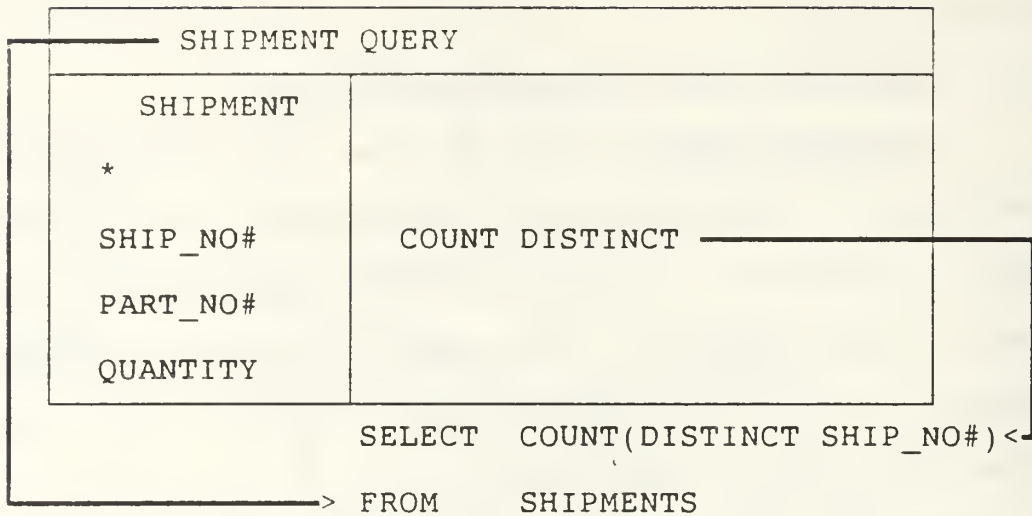 SHIPMENT QUERY
SHIPMENT
*
SHIP_NO# COUNT DISTINCT
PART_NO#
QUANTITY
SELECT COUNT(DISTINCT SHIP_NO#)<
> FROM SHIPMENTS